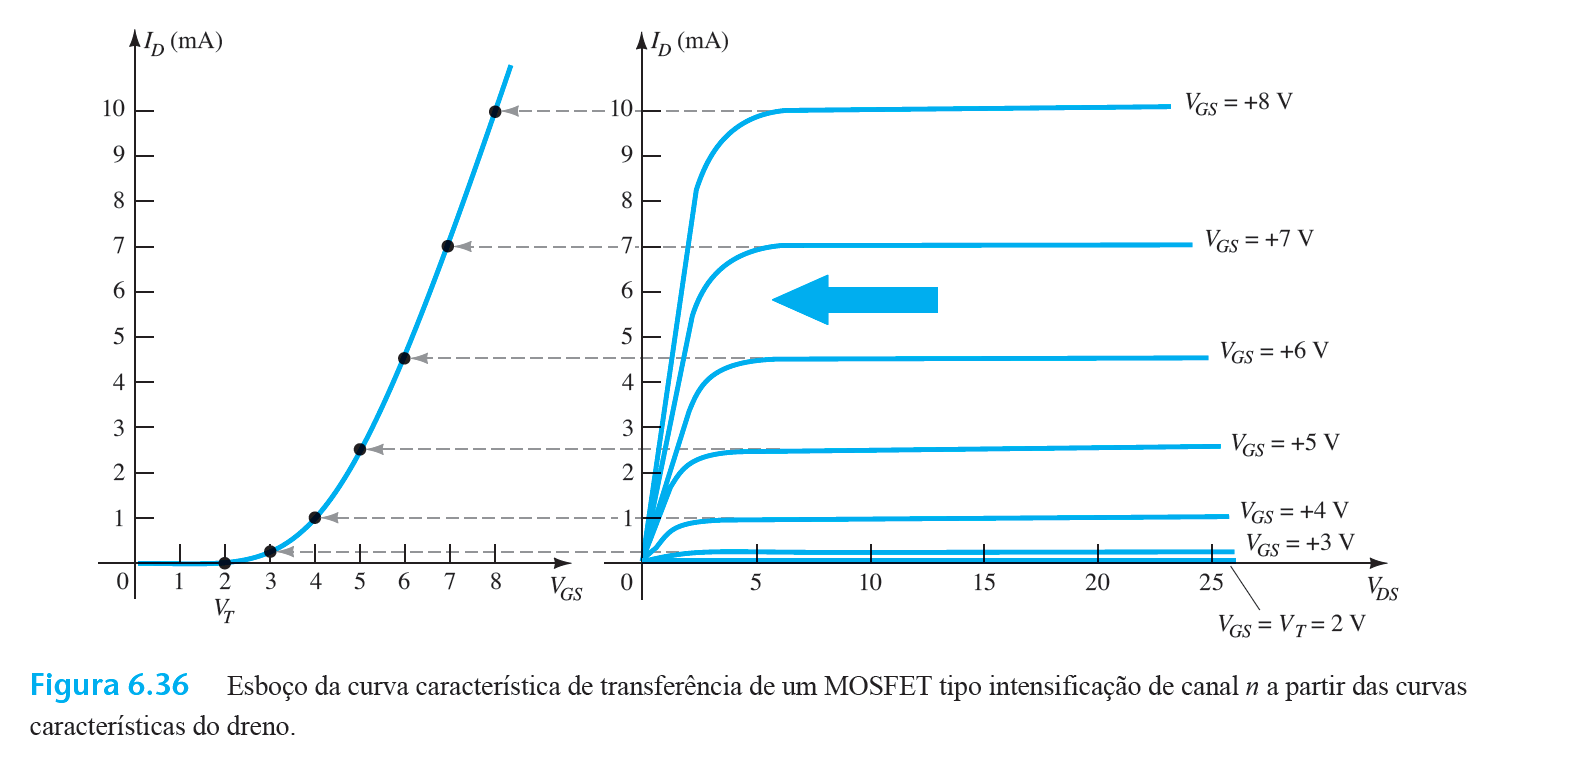 I_D (mA)
10
9
8
7
6
5
4
3
2
1
0
1 2 3 4 5 6 7 8
V_GS
V_T
I_D (mA)
10
9
8
7
6
5
4
3
2
1
0
5 10 15 20 25
V_DS
V_GS = +8 V
V_GS = +7 V
V_GS = +6 V
V_GS = +5 V
V_GS = +4 V
V_GS = +3 V
V_GS = V_T = 2 V
Figura 6.36 Esboço da curva característica de transferência de um MOSFET tipo intensificação de canal n a partir das curvas
características do dreno.